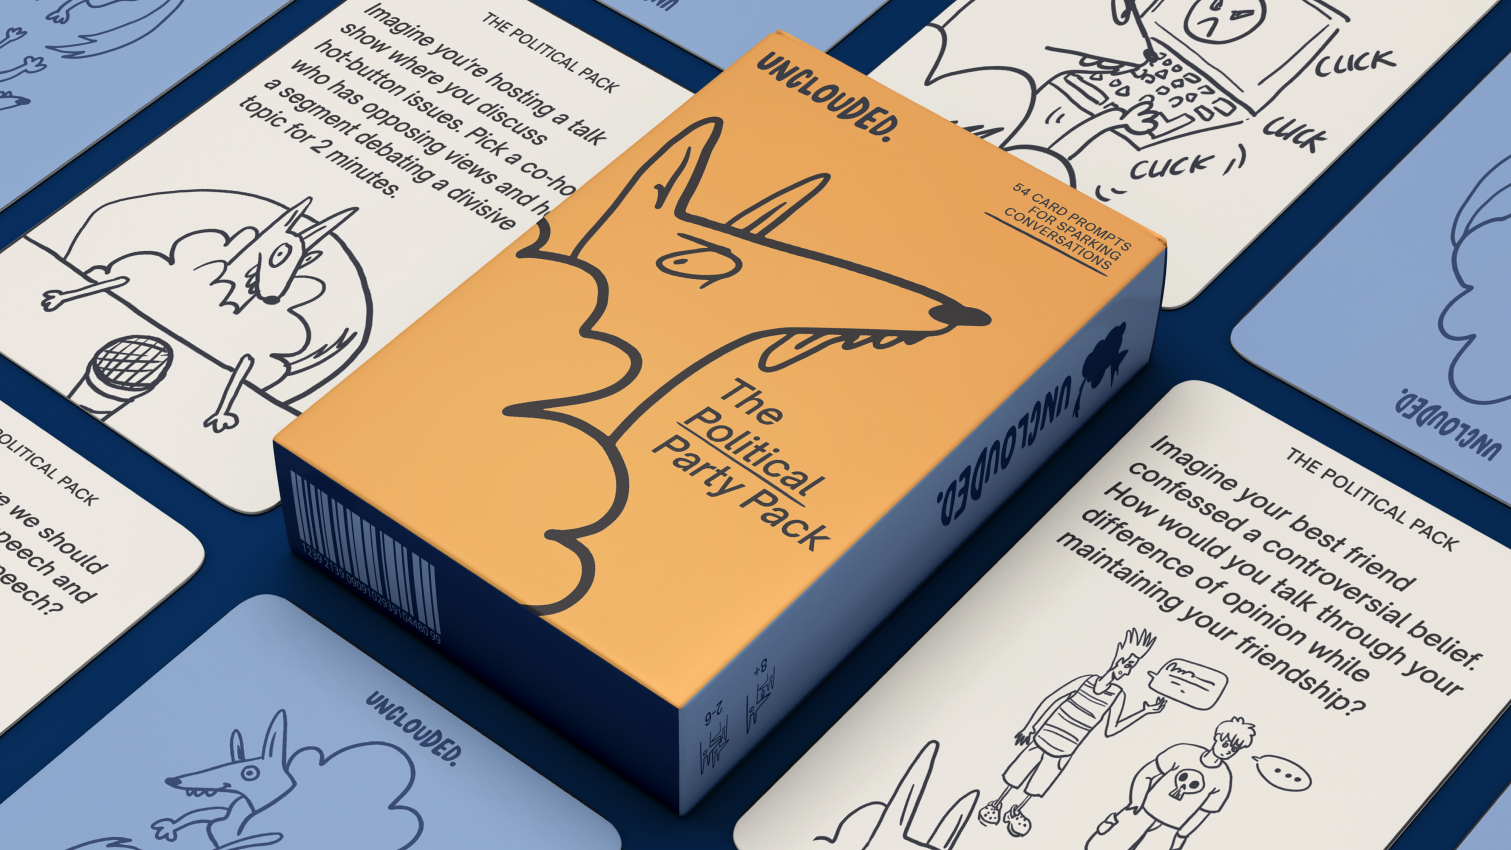 THE POLITICAL PACK
Imagine you're hosting a talk
show where you discuss
hot-button issues. Pick a co-ho
who has opposing views and h
a segment debating a divisive
topic for 2 minutes.
UNCLOUDED.
54 CARD PROMPTS
FOR SPARKING
CONVERSATIONS
The
Political
Party Pack
UNCLOUDED.
8+
2-6
CLICK
CLICK
CLICK
UNCLOUDED.
THE POLITICAL PACK
Imagine your best friend
confessed a controversial belief.
How would you talk through your
difference of opinion while
maintaining your friendship?
POLITICAL PACK
we should
speech and
speech?
UNCLOUDED.